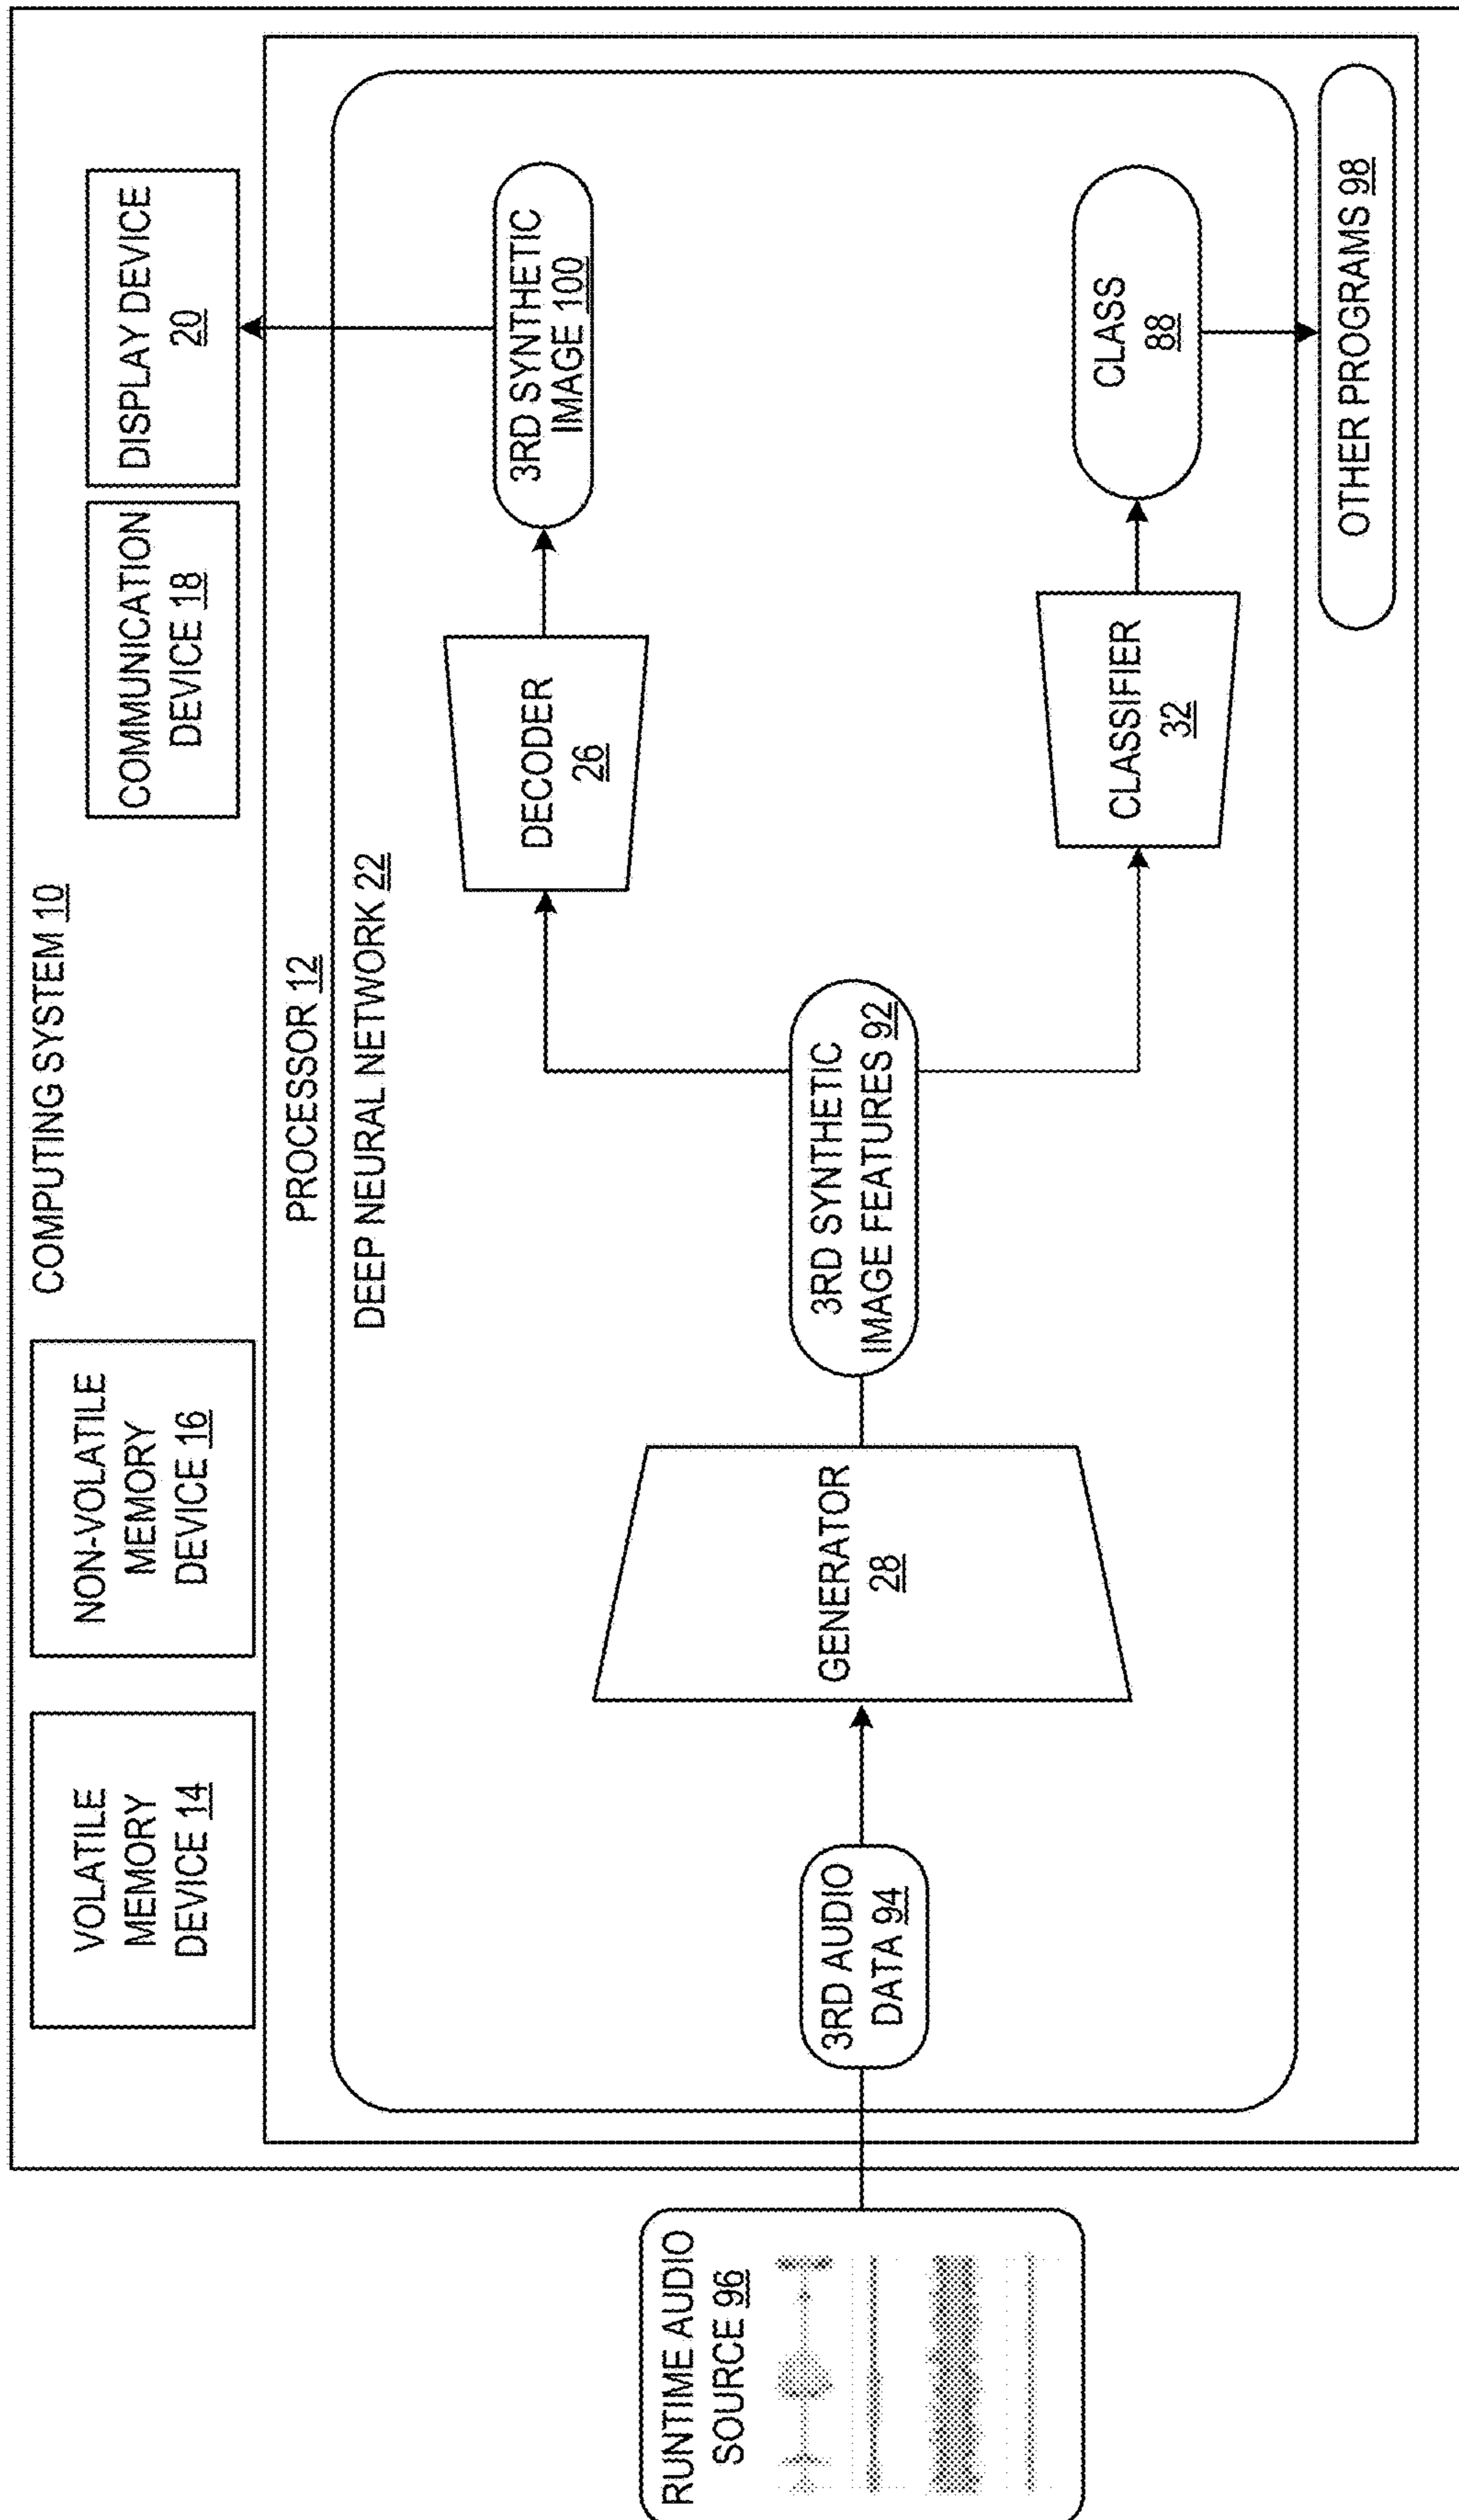 COMPUTING SYSTEM 10
VOLATILE
MEMORY
DEVICE 14
NON-VOLATILE
MEMORY
DEVICE 16
COMMUNICATION
DEVICE 18
DISPLAY DEVICE
20
PROCESSOR 12
DEEP NEURAL NETWORK 22
RUNTIME AUDIO
SOURCE 96
3RD AUDIO
DATA 94
GENERATOR
28
3RD SYNTHETIC
IMAGE FEATURES 92
DECODER
26
3RD SYNTHETIC
IMAGE 100
CLASSIFIER
32
CLASS
88
OTHER PROGRAMS 98